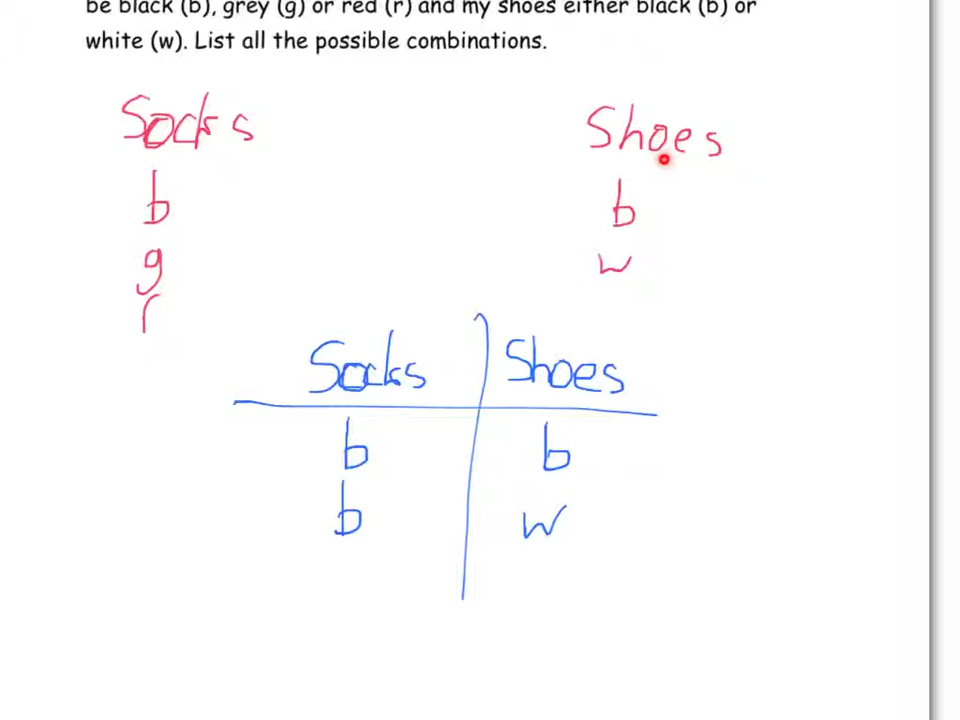 be black (b), grey (g) or red (r) and my shoes either black (b) or
white (w). List all the possible combinations.
Socks Shoes
b b
g w
r
Socks Shoes
b b
b w